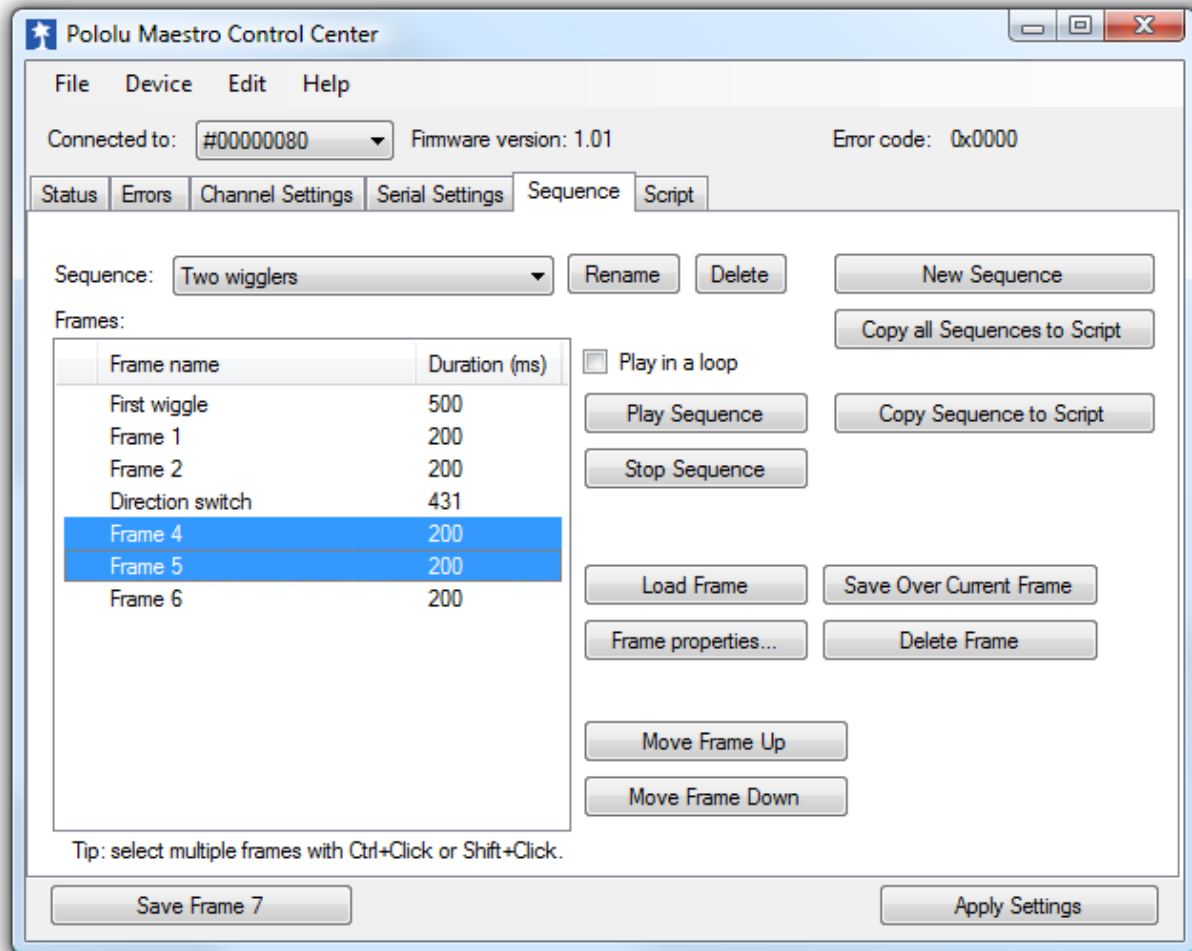 Pololu Maestro Control Center
File Device Edit Help
Connected to: #00000080 Firmware version: 1.01 Error code: 0x0000
Status Errors Channel Settings Serial Settings Sequence Script
Sequence: Two wigglers Rename Delete New Sequence
Frames: Copy all Sequences to Script
Frame name Duration (ms) Play in a loop
First wiggle 500 Play Sequence Copy Sequence to Script
Frame 1 200
Frame 2 200 Stop Sequence
Direction switch 431
Frame 4 200
Frame 5 200 Load Frame Save Over Current Frame
Frame 6 200
Frame properties... Delete Frame
Move Frame Up
Move Frame Down
Tip: select multiple frames with Ctrl+Click or Shift+Click.
Save Frame 7 Apply Settings